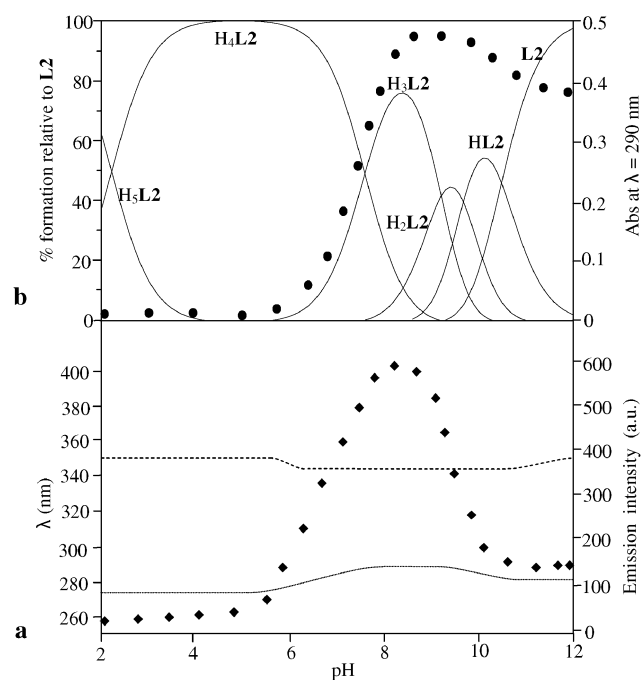 100
80
60
40
20
0
% formation relative to L2
b
H₄L2
H₅L2
H₃L2
H₂L2
HL2
L2
0.5
0.4
0.3
0.2
0.1
0
Abs at λ = 290 nm
400
380
360
340
320
300
280
260
λ (nm)
a
600
500
400
300
200
100
0
Emission intensity (a.u.)
2 4 6 8 10 12
pH